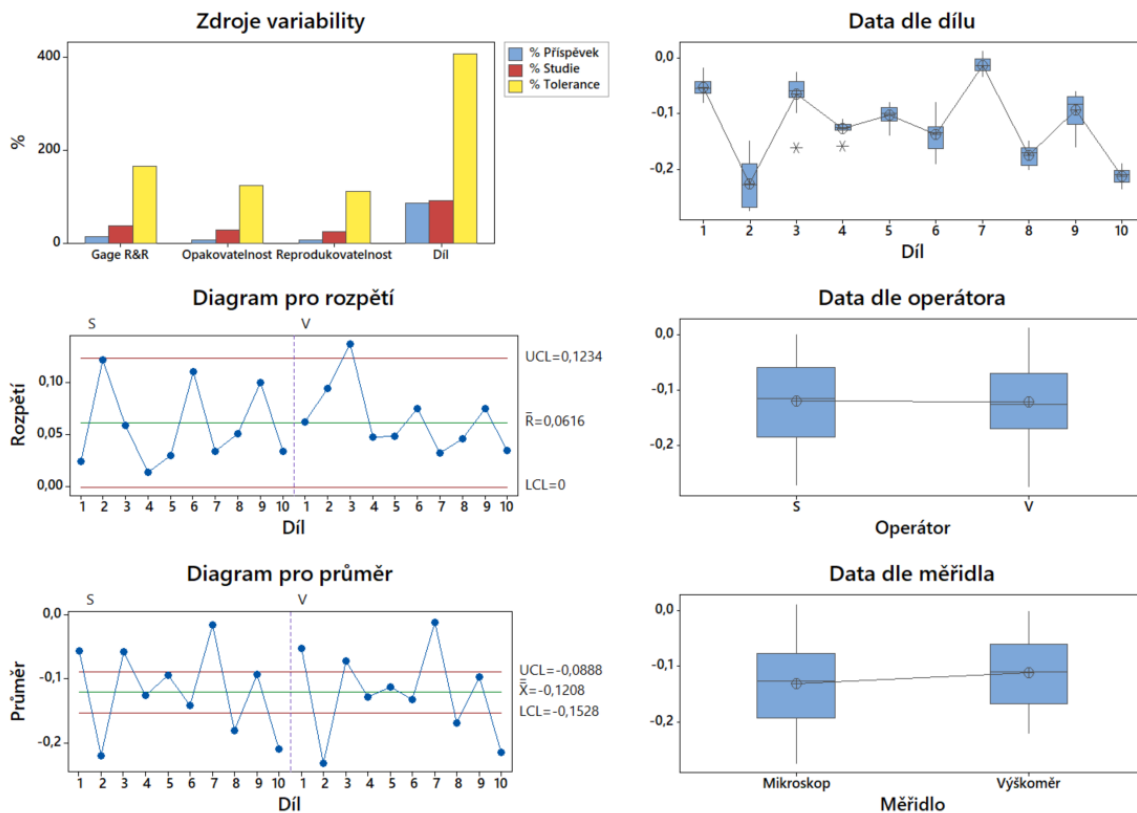 Zdroje variability
400
200
0
%
% Příspěvek
% Studie
% Tolerance
Gage R&R Opakovatelnost Reprodukovatelnost Díl
Data dle dílu
0,0
-0,1
-0,2
1 2 3 4 5 6 7 8 9 10
Díl
Diagram pro rozpětí
S V
0,10
0,05
0,00
Rozpětí
UCL=0,1234
R̄=0,0616
LCL=0
1 2 3 4 5 6 7 8 9 10 1 2 3 4 5 6 7 8 9 10
Díl
Data dle operátora
0,0
-0,1
-0,2
S V
Operátor
Diagram pro průměr
S V
0,0
-0,1
-0,2
Průměr
UCL=-0,0888
X̿=-0,1208
LCL=-0,1528
1 2 3 4 5 6 7 8 9 10 1 2 3 4 5 6 7 8 9 10
Díl
Data dle měřidla
0,0
-0,1
-0,2
Mikroskop Výškoměr
Měřidlo